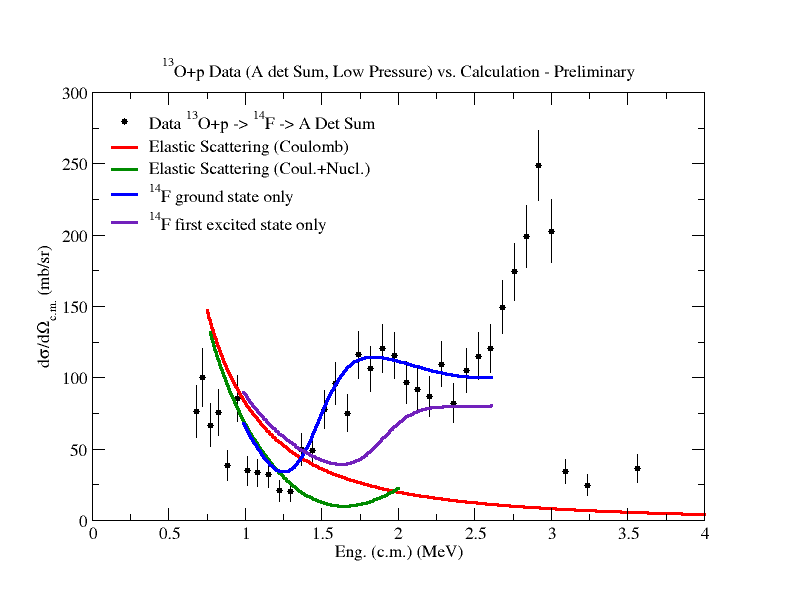 ¹³O+p Data (A det Sum, Low Pressure) vs. Calculation - Preliminary
300
250
200
150
100
50
0
dσ/dΩc.m. (mb/sr)
Data ¹³O+p -> ¹⁴F -> A Det Sum
Elastic Scattering (Coulomb)
Elastic Scattering (Coul.+Nucl.)
¹⁴F ground state only
¹⁴F first excited state only
0 0.5 1 1.5 2 2.5 3 3.5 4
Eng. (c.m.) (MeV)